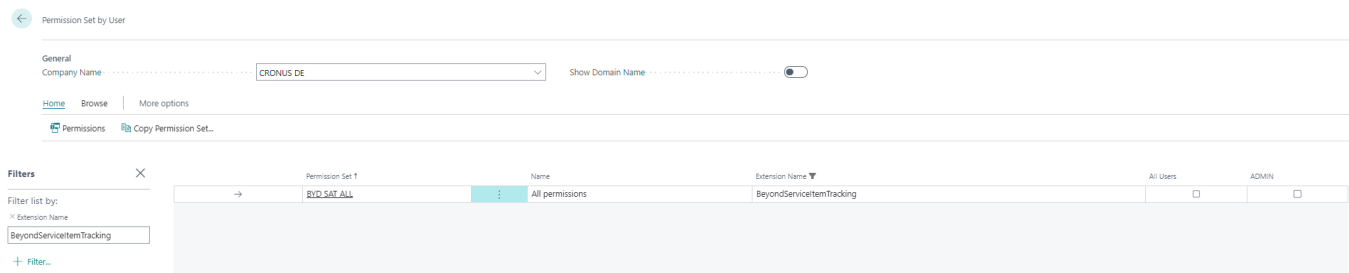 Permission Set by User
General
Company Name CRONUS DE Show Domain Name
Home Browse More options
Permissions Copy Permission Set...
Filters
Filter list by:
× Extension Name
BeyondServiceItemTracking
+ Filter...
Permission Set ↑ Name Extension Name All Users ADMIN
→ BYD SAT ALL All permissions BeyondServiceItemTracking